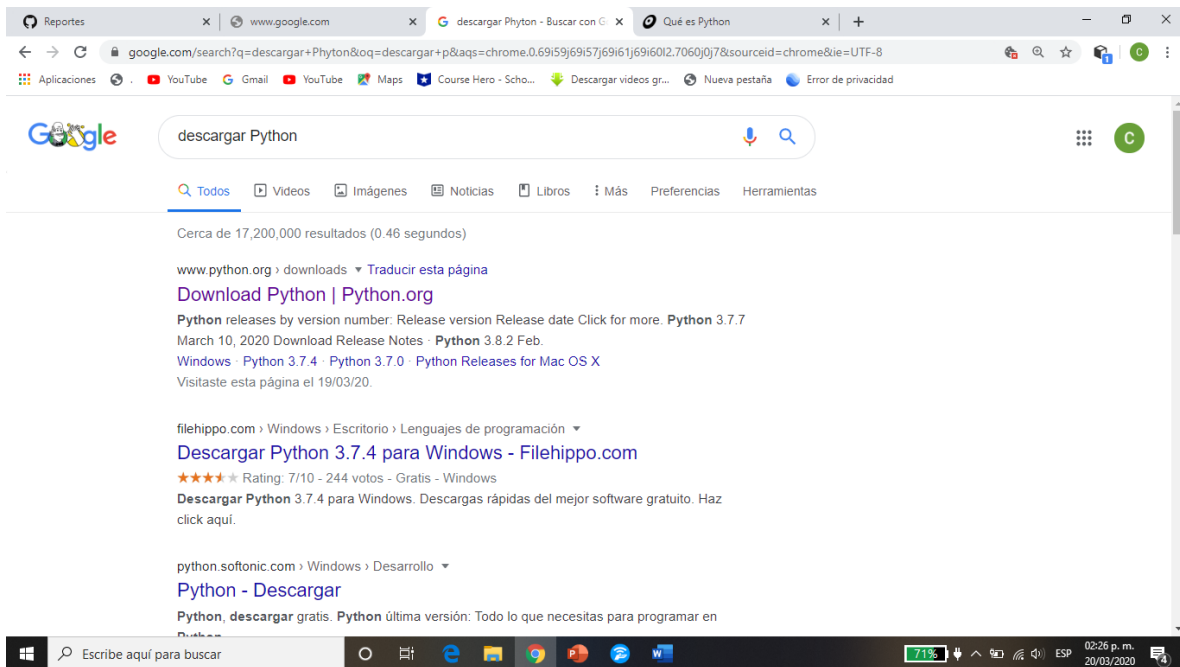 Reportes
www.google.com
descargar Phyton - Buscar con G
Qué es Python
google.com/search?q=descargar+Phyton&oq=descargar+p&aqs=chrome.0.69i59j69i57j69i61j69i60l2.7060j0j7&sourceid=chrome&ie=UTF-8
C
Aplicaciones
.
YouTube
Gmail
YouTube
Maps
Course Hero - Scho...
Descargar videos gr...
Nueva pestaña
Error de privacidad
Google
descargar Python
C
Todos
Videos
Imágenes
Noticias
Libros
Más
Preferencias
Herramientas
Cerca de 17,200,000 resultados (0.46 segundos)
www.python.org › downloads ▼ Traducir esta página
Download Python | Python.org
Python releases by version number: Release version Release date Click for more. Python 3.7.7
March 10, 2020 Download Release Notes · Python 3.8.2 Feb.
Windows · Python 3.7.4 · Python 3.7.0 · Python Releases for Mac OS X
Visitaste esta página el 19/03/20.
filehippo.com › Windows › Escritorio › Lenguajes de programación ▼
Descargar Python 3.7.4 para Windows - Filehippo.com
Rating: 7/10 - 244 votos - Gratis - Windows
Descargar Python 3.7.4 para Windows. Descargas rápidas del mejor software gratuito. Haz
click aquí.
python.softonic.com › Windows › Desarrollo ▼
Python - Descargar
Python, descargar gratis. Python última versión: Todo lo que necesitas para programar en
Python
Escribe aquí para buscar
71%
ESP
02:26 p. m.
20/03/2020
4